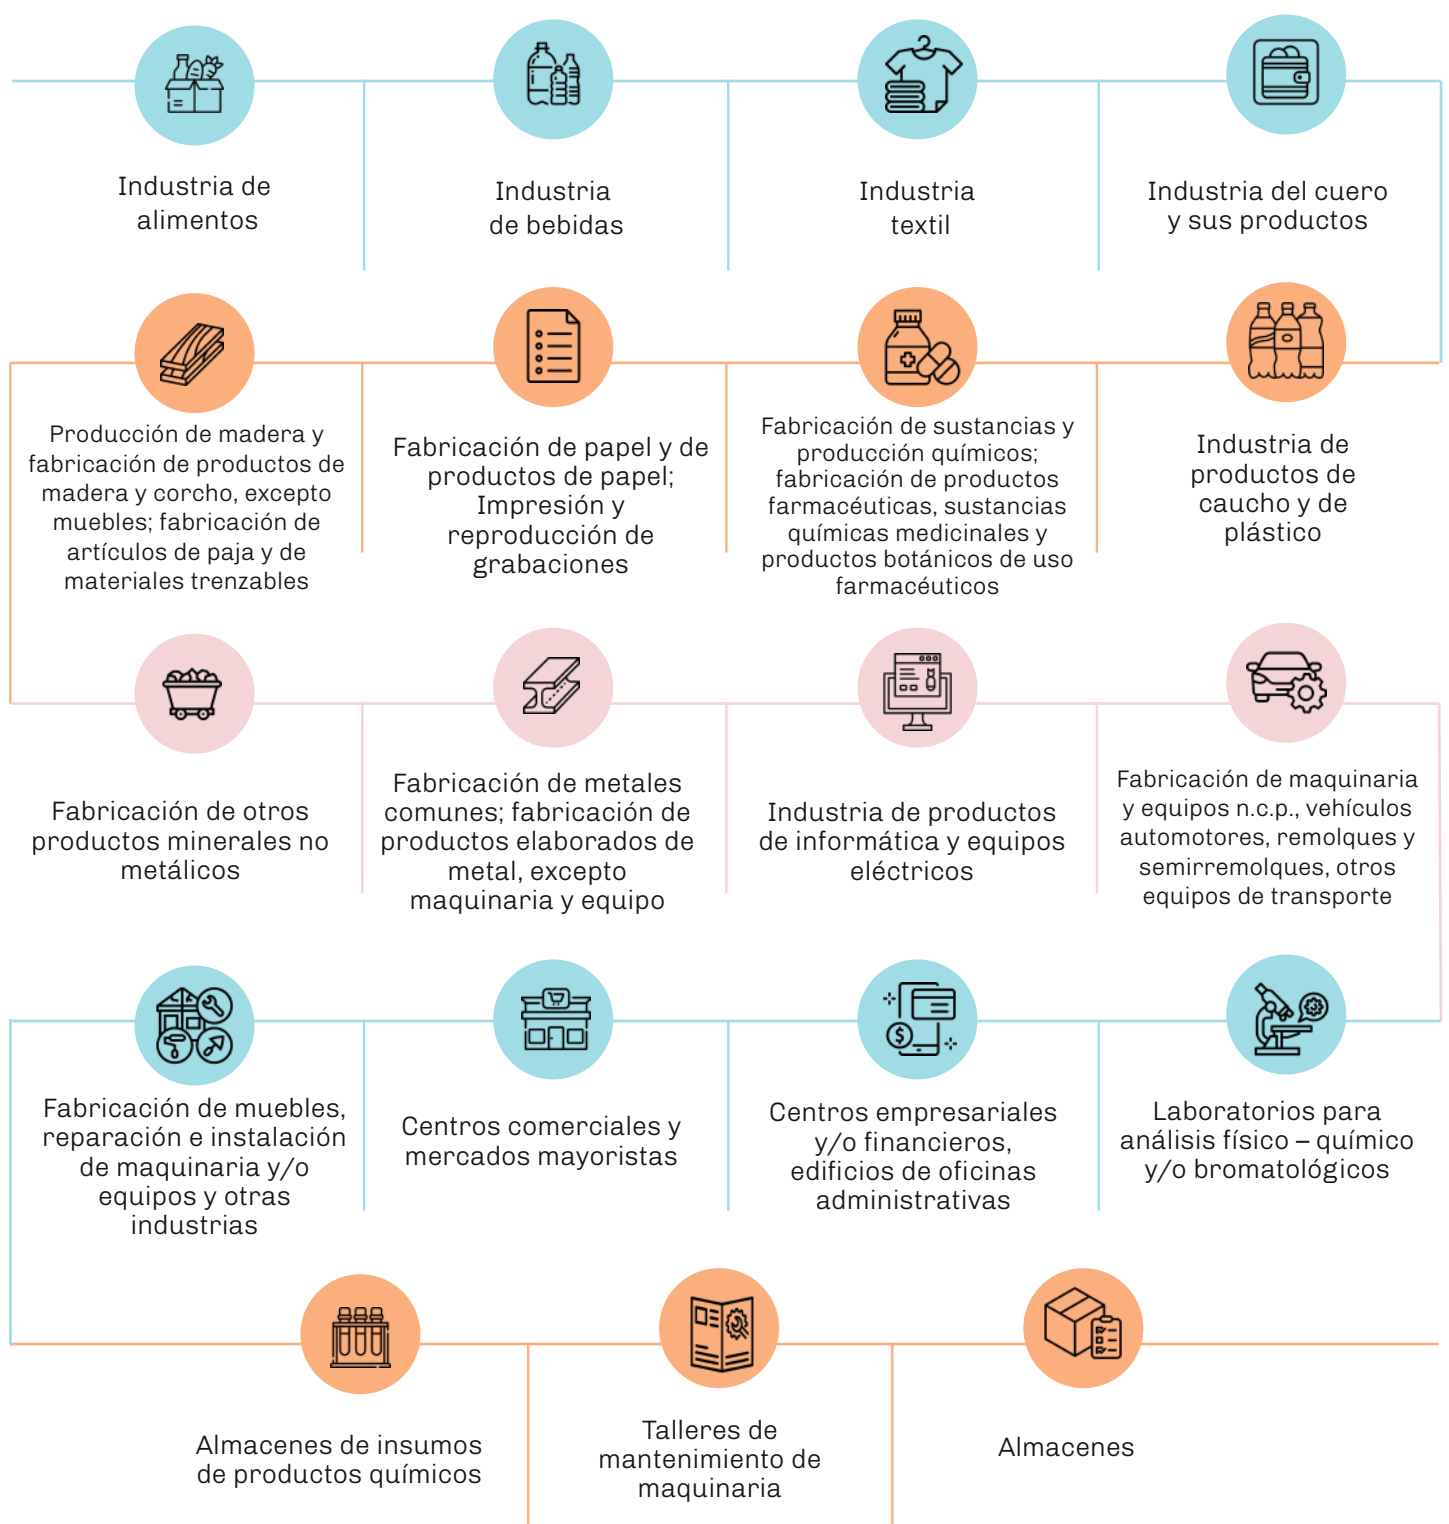 Industria de
alimentos
Industria
de bebidas
Industria
textil
Industria del cuero
y sus productos
Producción de madera y
fabricación de productos de
madera y corcho, excepto
muebles; fabricación de
artículos de paja y de
materiales trenzables
Fabricación de papel y de
productos de papel;
Impresión y
reproducción de
grabaciones
Fabricación de sustancias y
producción químicos;
fabricación de productos
farmacéuticas, sustancias
químicas medicinales y
productos botánicos de uso
farmacéuticos
Industria de
productos de
caucho y de
plástico
Fabricación de otros
productos minerales no
metálicos
Fabricación de metales
comunes; fabricación de
productos elaborados de
metal, excepto
maquinaria y equipo
Industria de productos
de informática y equipos
eléctricos
Fabricación de maquinaria
y equipos n.c.p., vehículos
automotores, remolques y
semirremolques, otros
equipos de transporte
Fabricación de muebles,
reparación e instalación
de maquinaria y/o
equipos y otras
industrias
Centros comerciales y
mercados mayoristas
Centros empresariales
y/o financieros,
edificios de oficinas
administrativas
Laboratorios para
análisis físico – químico
y/o bromatológicos
Almacenes de insumos
de productos químicos
Talleres de
mantenimiento de
maquinaria
Almacenes